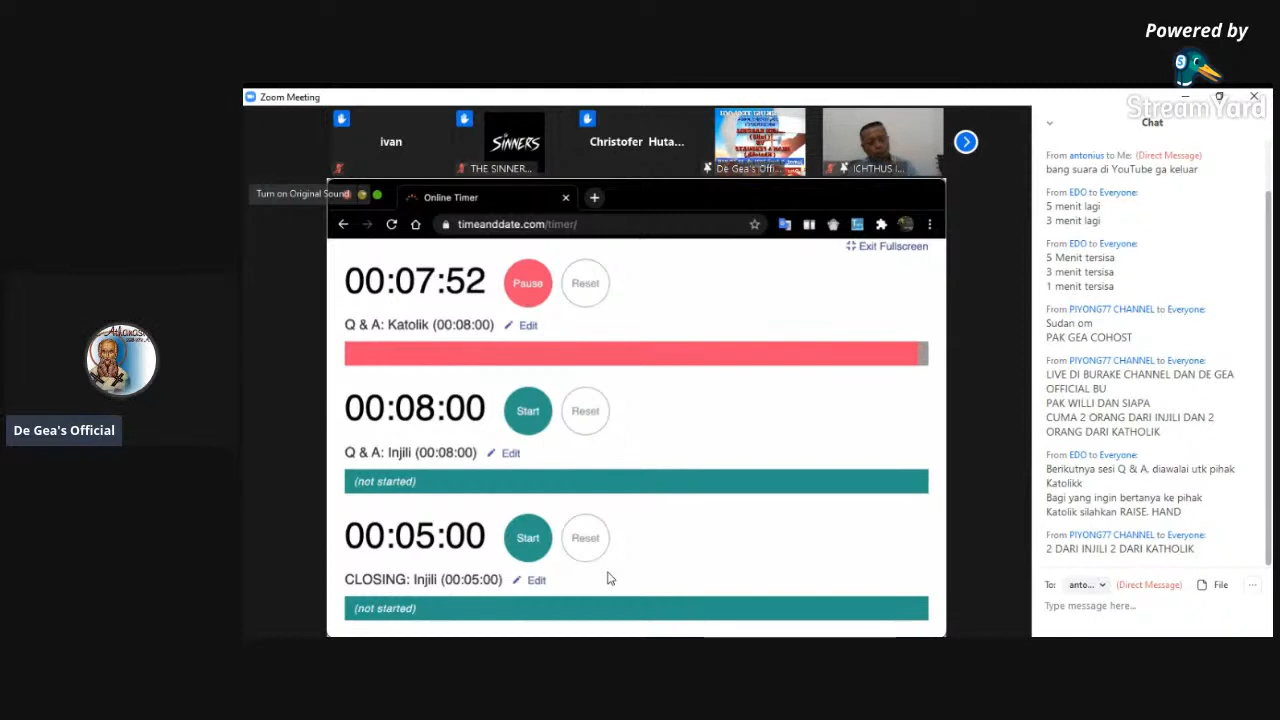 Powered by
StreamYard
Zoom Meeting
ivan
SINNERS
THE SINNER...
Christofer Huta...
De Gea's Offi...
ICHTHUS I...
Turn on Original Sound
Online Timer
timeanddate.com/timer/
Exit Fullscreen
00:07:52
Pause
Reset
Q & A: Katolik (00:08:00)
Edit
00:08:00
Start
Reset
Q & A: Injili (00:08:00)
Edit
(not started)
00:05:00
Start
Reset
CLOSING: Injili (00:05:00)
Edit
(not started)
De Gea's Official
Chat
From antonius to Me: (Direct Message)
bang suara di YouTube ga keluar
From EDO to Everyone:
5 menit lagi
3 menit lagi
From EDO to Everyone:
5 Menit tersisa
3 menit tersisa
1 menit tersisa
From PIYONG77 CHANNEL to Everyone:
Sudan om
PAK GEA COHOST
From PIYONG77 CHANNEL to Everyone:
LIVE DI BURAKE CHANNEL DAN DE GEA
OFFICIAL BU
PAK WILLI DAN SIAPA
CUMA 2 ORANG DARI INJILI DAN 2
ORANG DARI KATHOLIK
From EDO to Everyone:
Berikutnya sesi Q & A, diawalai utk pihak
Katolikk
Bagi yang ingin bertanya ke pihak
Katolik silahkan RAISE. HAND
From PIYONG77 CHANNEL to Everyone:
2 DARI INJILI 2 DARI KATHOLIK
To: anto... (Direct Message) File
Type message here...